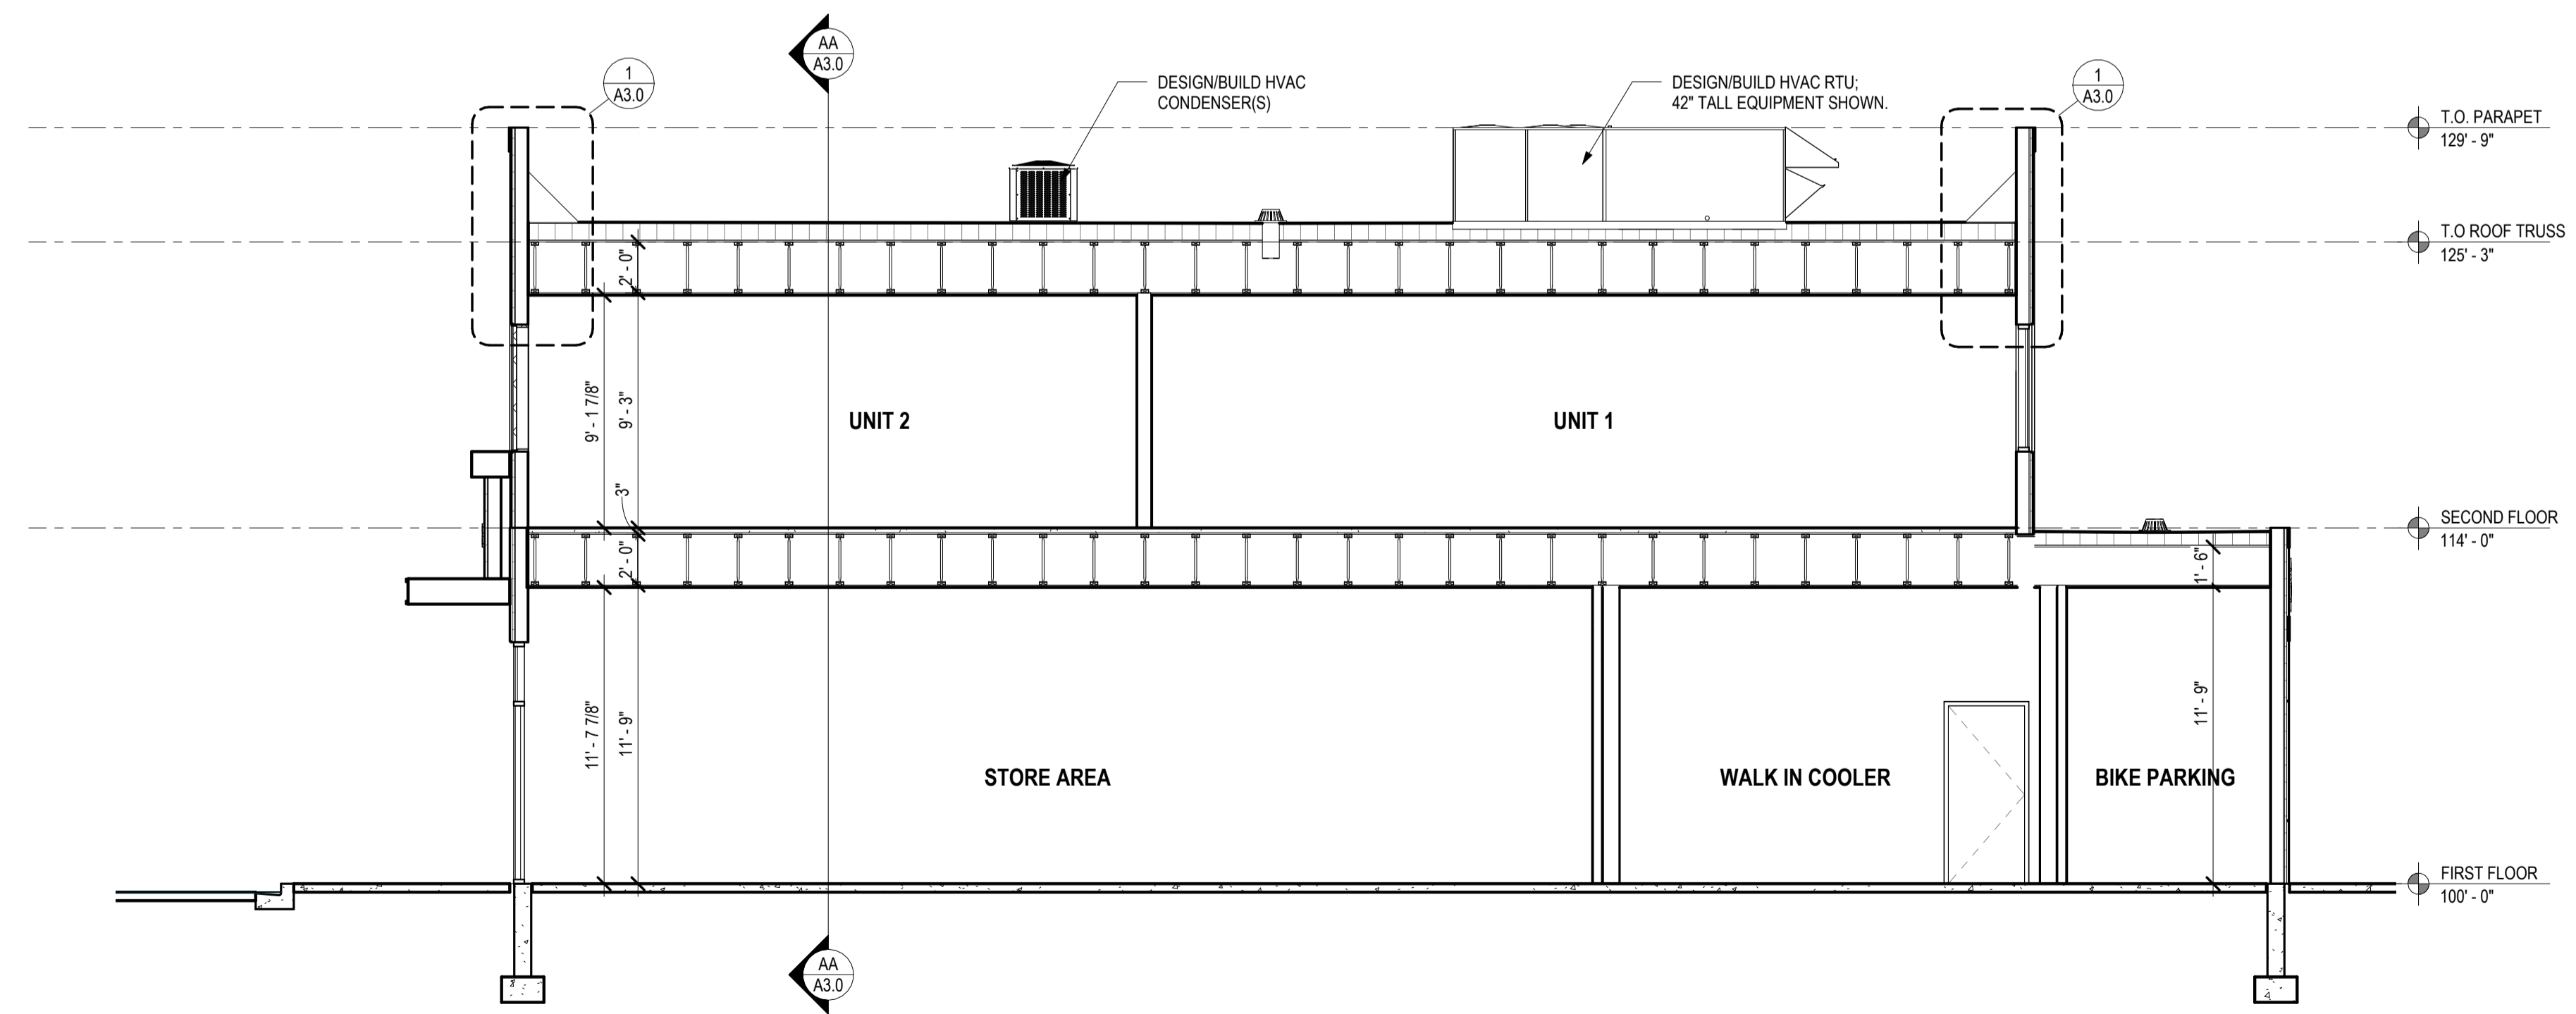 AA
A3.0
1
A3.0
DESIGN/BUILD HVAC
CONDENSER(S)
DESIGN/BUILD HVAC RTU;
42" TALL EQUIPMENT SHOWN.
1
A3.0
T.O. PARAPET
129' - 9"
T.O ROOF TRUSS
125' - 3"
2' - 0"
9' - 1 7/8"
9' - 3"
UNIT 2
UNIT 1
3"
SECOND FLOOR
114' - 0"
2' - 0"
1' - 6"
11' - 7 7/8"
11' - 9"
11' - 9"
STORE AREA
WALK IN COOLER
BIKE PARKING
FIRST FLOOR
100' - 0"
AA
A3.0